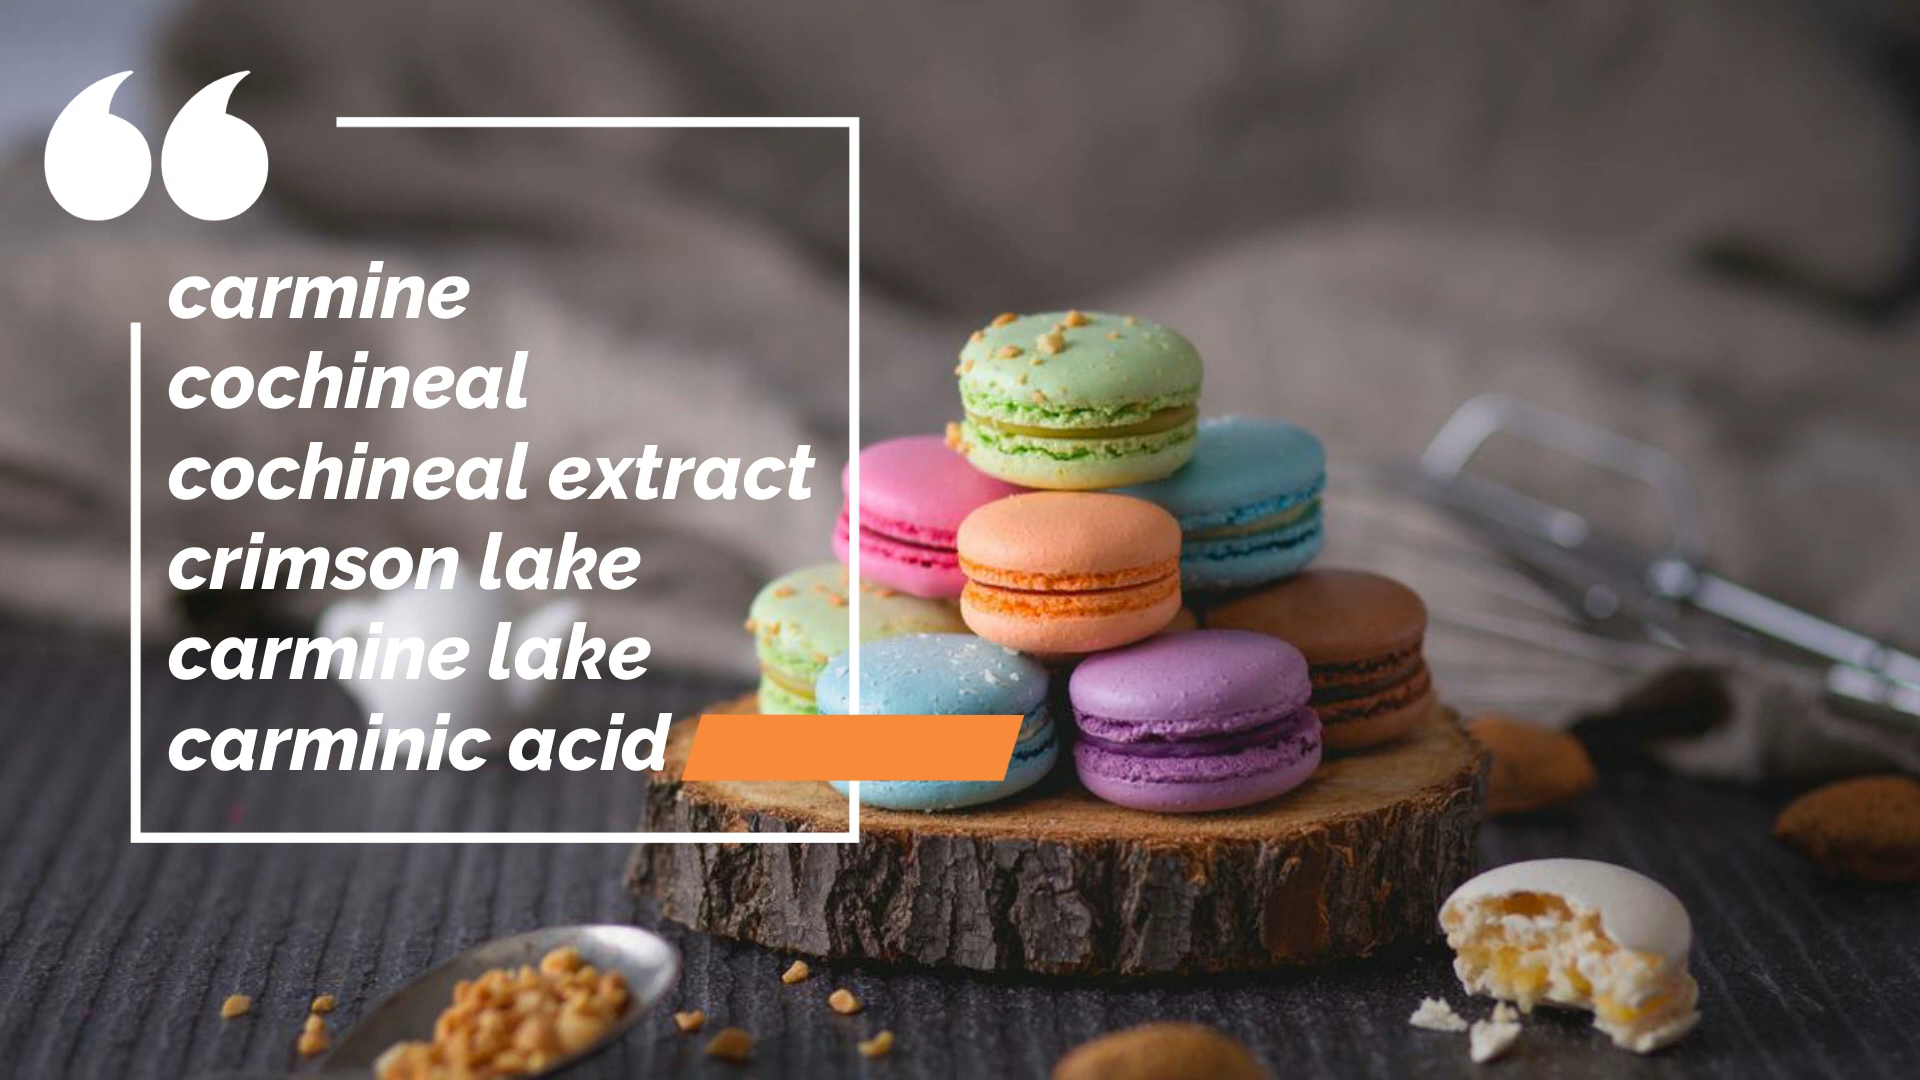 carmine
cochineal
cochineal extract
crimson lake
carmine lake
carminic acid